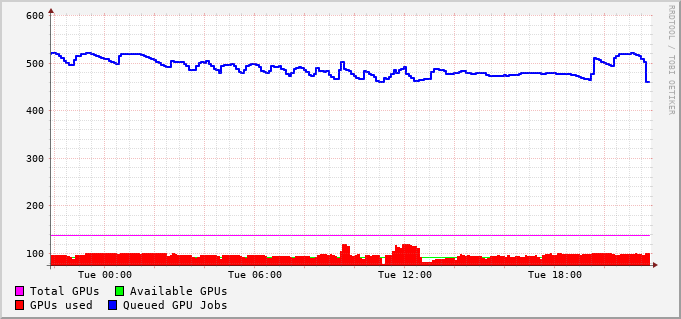 600
500
400
300
200
100
Tue 00:00 Tue 06:00 Tue 12:00 Tue 18:00
RRDTOOL / TOBI OETIKER
Total GPUs Available GPUs
GPUs used Queued GPU Jobs